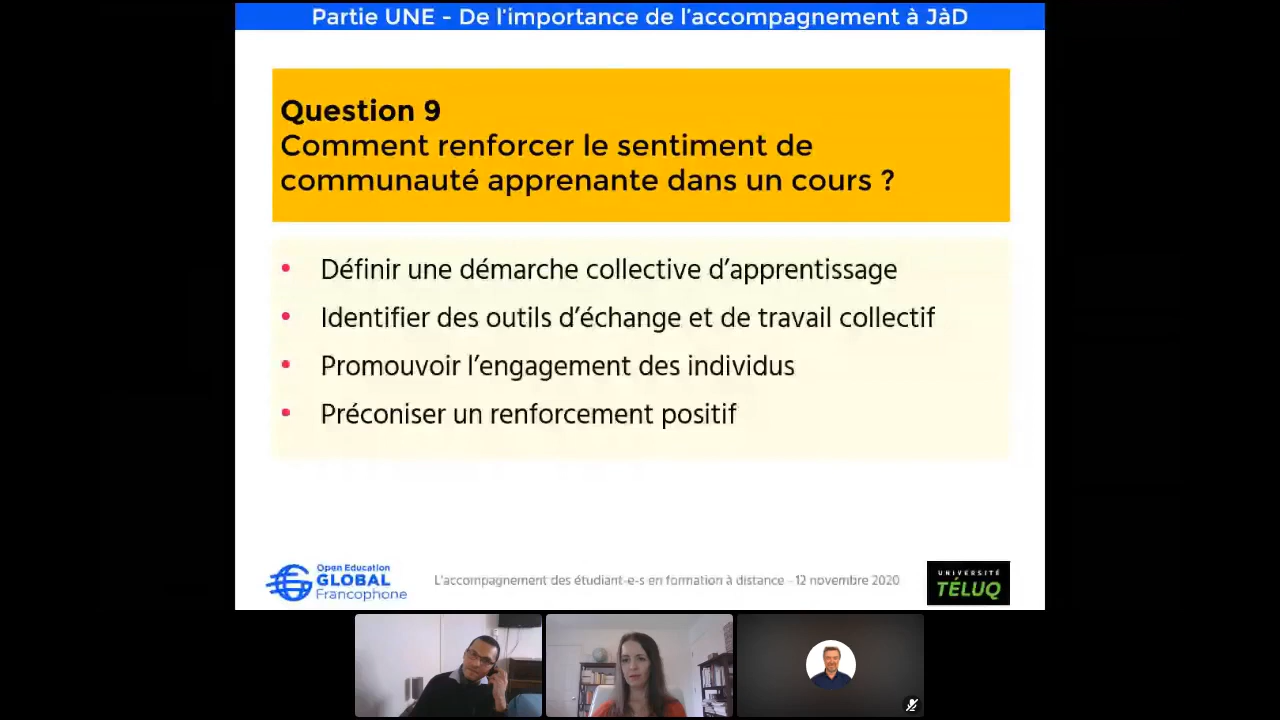 Partie UNE - De l'importance de l'accompagnement à JàD
Question 9
Comment renforcer le sentiment de
communauté apprenante dans un cours ?
• Définir une démarche collective d'apprentissage
• Identifier des outils d'échange et de travail collectif
• Promouvoir l'engagement des individus
• Préconiser un renforcement positif
Open Education
GLOBAL
Francophone
L'accompagnement des étudiant-e-s en formation à distance - 12 novembre 2020
UNIVERSITÉ
TÉLUQ